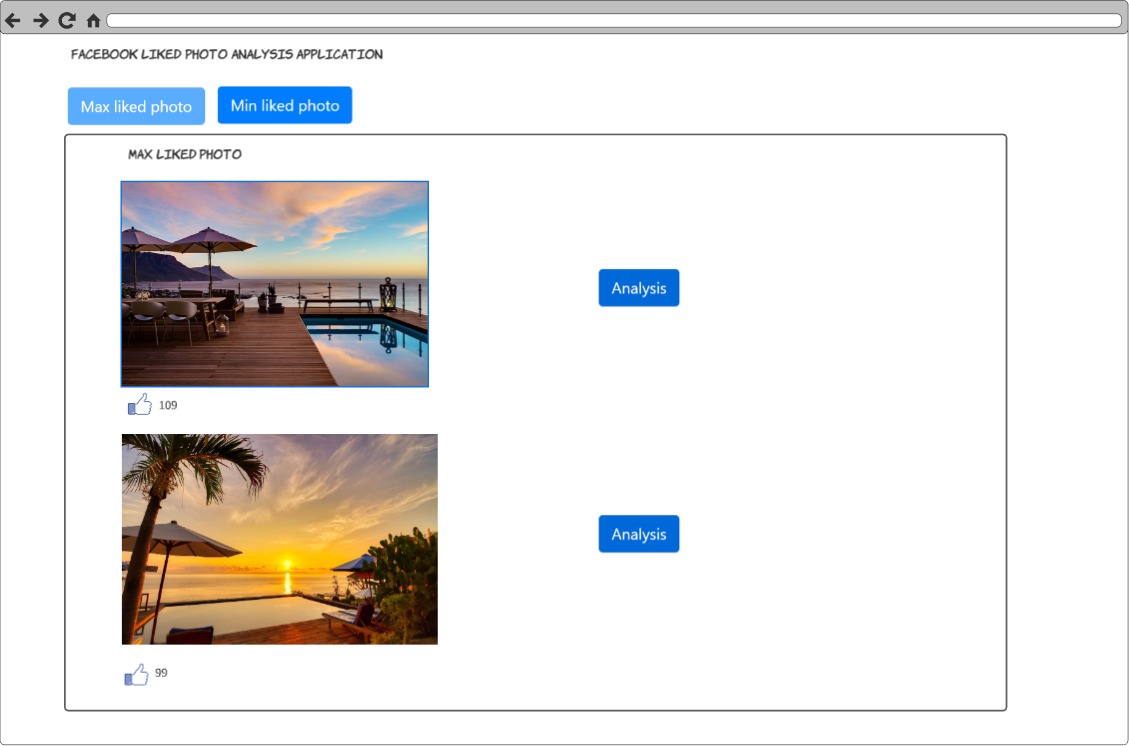 FACEBOOK LIKED PHOTO ANALYSIS APPLICATION
Max liked photo
Min liked photo
MAX LIKED PHOTO
Analysis
109
Analysis
99